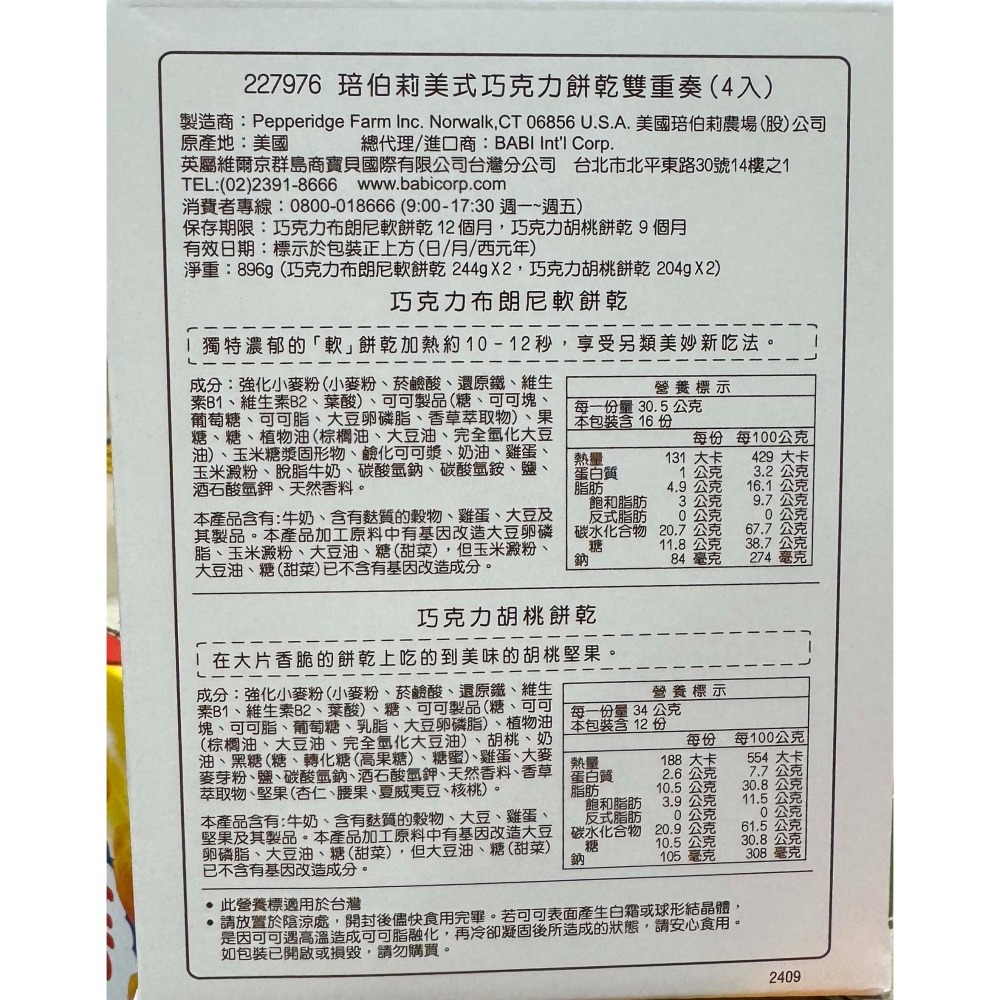 227976 琣伯莉美式巧克力餅乾雙重奏(4入)
製造商：Pepperidge Farm Inc. Norwalk,CT 06856 U.S.A. 美國琣伯莉農場(股)公司
原產地：美國　總代理/進口商：BABI Int'l Corp.
英屬維爾京群島商寶貝國際有限公司台灣分公司　台北市北平東路30號14樓之1
TEL:(02)2391-8666 www.babicorp.com
消費者專線：0800-018666 (9:00-17:30 週一~週五)
保存期限：巧克力布朗尼軟餅乾 12個月，巧克力胡桃餅乾 9 個月
有效日期：標示於包裝正上方(日/月/西元年)
淨重：896g (巧克力布朗尼軟餅乾 244gX2，巧克力胡桃餅乾 204gX2)
巧克力布朗尼軟餅乾
獨特濃郁的「軟」餅乾加熱約10-12秒，享受另類美妙新吃法。
成分：強化小麥粉(小麥粉、菸鹼酸、還原鐵、維生
素B1、維生素B2、葉酸)、可可製品(糖、可可塊、
葡萄糖、可可脂、大豆卵磷脂、香草萃取物)、果
糖、糖、植物油(棕櫚油、大豆油、完全氫化大豆
油)、玉米糖漿固形物、鹼化可可漿、奶油、雞蛋、
玉米澱粉、脫脂牛奶、碳酸氫鈉、碳酸氫銨、鹽、
酒石酸氫鉀、天然香料。
本產品含有:牛奶、含有麩質的穀物、雞蛋、大豆及
其製品。本產品加工原料中有基因改造大豆卵磷
脂、玉米澱粉、大豆油、糖(甜菜)，但玉米澱粉、
大豆油、糖(甜菜)已不含有基因改造成分。
營養標示
每一份量 30.5 公克
本包裝含 16 份
每份 每100公克
熱量 131 大卡 429 大卡
蛋白質 1 公克 3.2 公克
脂肪 4.9 公克 16.1 公克
飽和脂肪 3 公克 9.7 公克
反式脂肪 0 公克 0 公克
碳水化合物 20.7 公克 67.7 公克
糖 11.8 公克 38.7 公克
鈉 84 毫克 274 毫克
巧克力胡桃餅乾
在大片香脆的餅乾上吃的到美味的胡桃堅果。
成分：強化小麥粉(小麥粉、菸鹼酸、還原鐵、維生
素B1、維生素B2、葉酸)、糖、可可製品(糖、可可
塊、可可脂、葡萄糖、乳脂、大豆卵磷脂)、植物油
(棕櫚油、大豆油、完全氫化大豆油)、胡桃、奶
油、黑糖(糖、轉化糖(高果糖)、糖蜜)、雞蛋、大麥
麥芽粉、鹽、碳酸氫鈉、酒石酸氫鉀、天然香料、香草
萃取物、堅果(杏仁、腰果、夏威夷豆、核桃)。
本產品含有:牛奶、含有麩質的穀物、大豆、雞蛋、
堅果及其製品。本產品加工原料中有基因改造大豆
卵磷脂、大豆油、糖(甜菜)，但大豆油、糖(甜菜)
已不含有基因改造成分。
營養標示
每一份量 34 公克
本包裝含 12 份
每份 每100公克
熱量 188 大卡 554 大卡
蛋白質 2.6 公克 7.7 公克
脂肪 10.5 公克 30.8 公克
飽和脂肪 3.9 公克 11.5 公克
反式脂肪 0 公克 0 公克
碳水化合物 20.9 公克 61.5 公克
糖 10.5 公克 30.8 公克
鈉 105 毫克 308 毫克
• 此營養標適用於台灣
• 請放置於陰涼處，開封後儘快食用完畢。若可可表面產生白霜或球形結晶體，
是因可可遇高溫造成可可脂融化，再冷卻凝固後所造成的狀態，請安心食用。
如包裝已開啟或損毀，請勿購買。
2409